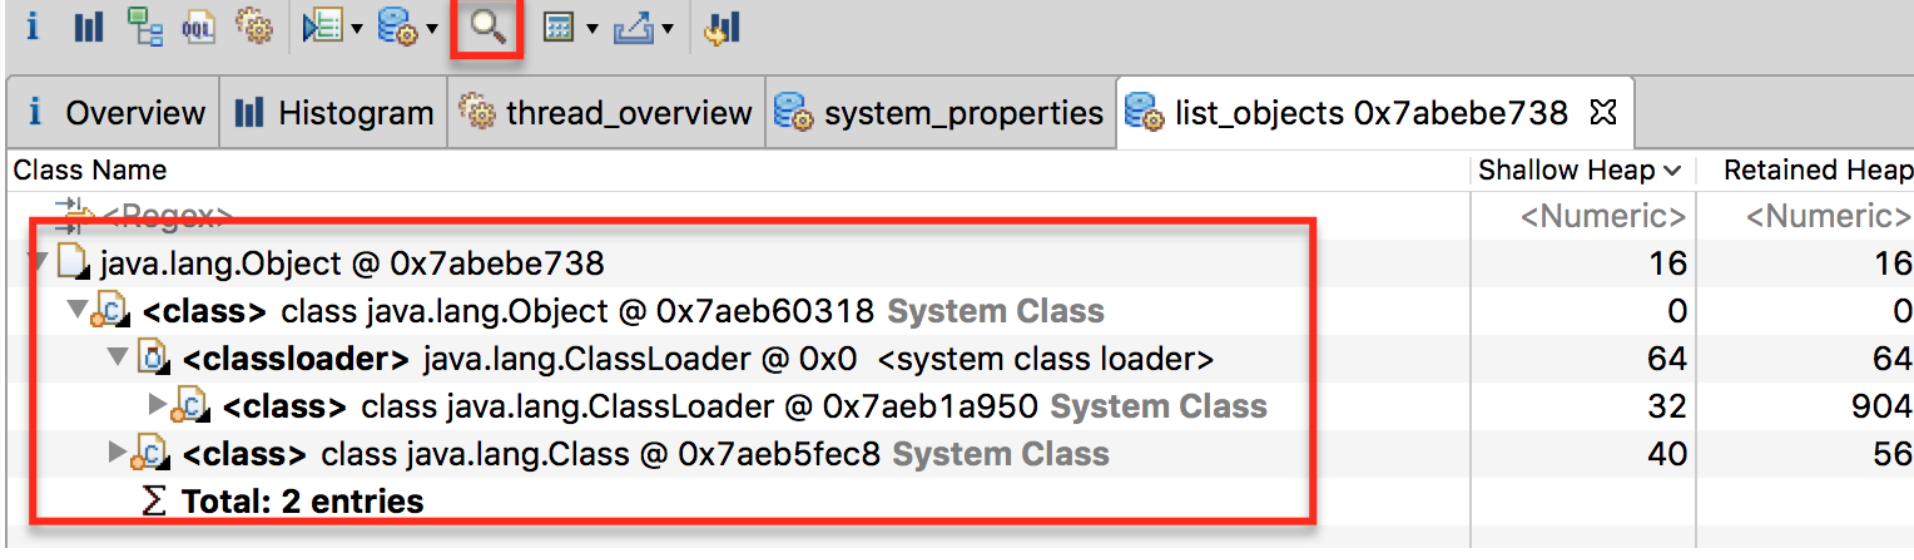 OQL
Overview Histogram thread_overview system_properties list_objects 0x7abebe738
Class Name Shallow Heap Retained Heap
<Regex> <Numeric> <Numeric>
java.lang.Object @ 0x7abebe738 16 16
<class> class java.lang.Object @ 0x7aeb60318 System Class 0 0
<classloader> java.lang.ClassLoader @ 0x0 <system class loader> 64 64
<class> class java.lang.ClassLoader @ 0x7aeb1a950 System Class 32 904
<class> class java.lang.Class @ 0x7aeb5fec8 System Class 40 56
Σ Total: 2 entries